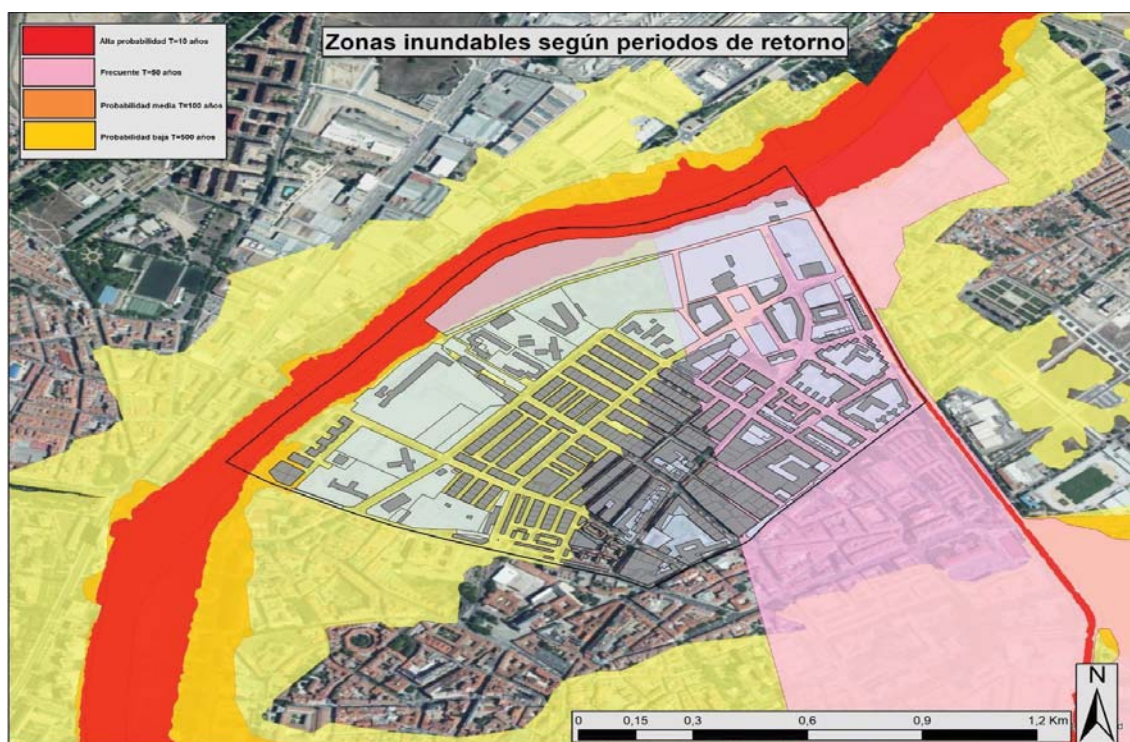 Zonas inundables según periodos de retorno
Alta probabilidad T=10 años
Frecuente T=50 años
Probabilidad media T=100 años
Probabilidad baja T=500 años
N
0 0,15 0,3 0,6 0,9 1,2 Km